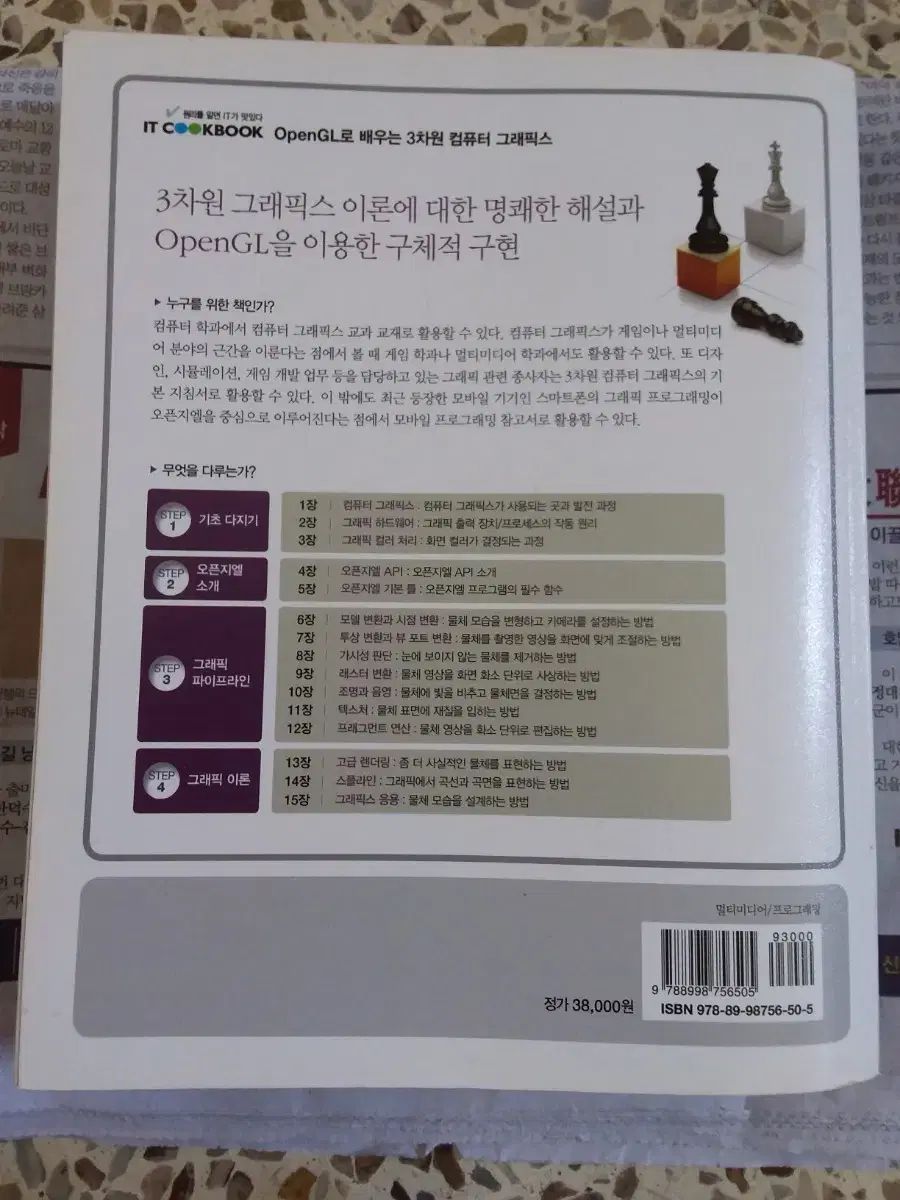 원리를 알면 IT가 맛있다
IT COOKBOOK OpenGL로 배우는 3차원 컴퓨터 그래픽스
3차원 그래픽스 이론에 대한 명쾌한 해설과
OpenGL을 이용한 구체적 구현
▶ 누구를 위한 책인가?
컴퓨터 학과에서 컴퓨터 그래픽스 교과 교재로 활용할 수 있다. 컴퓨터 그래픽스가 게임이나 멀티미디
어 분야의 근간을 이룬다는 점에서 볼 때 게임 학과나 멀티미디어 학과에서도 활용할 수 있다. 또 디자
인, 시뮬레이션, 게임 개발 업무 등을 담당하고 있는 그래픽 관련 종사자는 3차원 컴퓨터 그래픽스의 기
본 지침서로 활용할 수 있다. 이 밖에도 최근 등장한 모바일 기기인 스마트폰의 그래픽 프로그래밍이
오픈지엘을 중심으로 이루어진다는 점에서 모바일 프로그래밍 참고서로 활용할 수 있다.
▶ 무엇을 다루는가?
STEP 1 기초 다지기
1장 | 컴퓨터 그래픽스 : 컴퓨터 그래픽스가 사용되는 곳과 발전 과정
2장 | 그래픽 하드웨어 : 그래픽 출력 장치/프로세스의 작동 원리
3장 | 그래픽 컬러 처리 : 화면 컬러가 결정되는 과정
STEP 2 오픈지엘
소개
4장 | 오픈지엘 API : 오픈지엘 API 소개
5장 | 오픈지엘 기본 틀 : 오픈지엘 프로그램의 필수 함수
STEP 3 그래픽
파이프라인
6장 | 모델 변환과 시점 변환 : 물체 모습을 변형하고 카메라를 설정하는 방법
7장 | 투상 변환과 뷰 포트 변환 : 물체를 촬영한 영상을 화면에 맞게 조절하는 방법
8장 | 가시성 판단 : 눈에 보이지 않는 물체를 제거하는 방법
9장 | 래스터 변환 : 물체 영상을 화면 화소 단위로 사상하는 방법
10장 | 조명과 음영 : 물체에 빛을 비추고 물체면을 결정하는 방법
11장 | 텍스처 : 물체 표면에 재질을 입히는 방법
12장 | 프래그먼트 연산 : 물체 영상을 화소 단위로 편집하는 방법
STEP 4 그래픽 이론
13장 | 고급 렌더링 : 좀 더 사실적인 물체를 표현하는 방법
14장 | 스플라인 : 그래픽에서 곡선과 곡면을 표현하는 방법
15장 | 그래픽스 응용 : 물체 모습을 설계하는 방법
멀티미디어/프로그래밍
93000
9 788998 756505
정가 38,000원
ISBN 978-89-98756-50-5